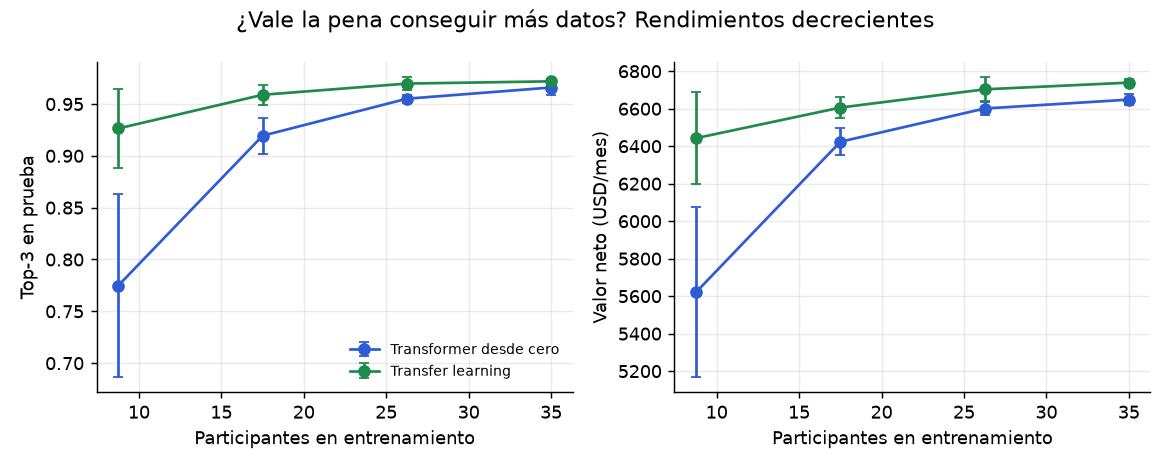 ¿Vale la pena conseguir más datos? Rendimientos decrecientes
Top-3 en prueba
0.95
0.90
0.85
0.80
0.75
0.70
10 15 20 25 30 35
Participantes en entrenamiento
Transformer desde cero
Transfer learning
Valor neto (USD/mes)
6800
6600
6400
6200
6000
5800
5600
5400
5200
10 15 20 25 30 35
Participantes en entrenamiento